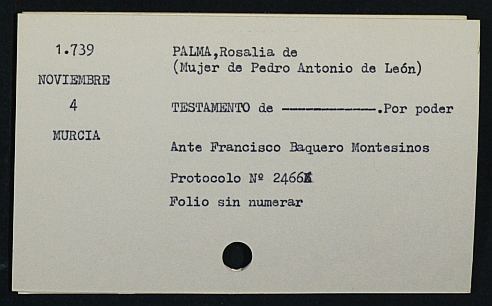 1.739
NOVIEMBRE
4
MURCIA
PALMA,Rosalia de
(Mujer de Pedro Antonio de León)
TESTAMENTO de ------------.Por poder
Ante Francisco Baquero Montesinos
Protocolo Nº 2466
Folio sin numerar